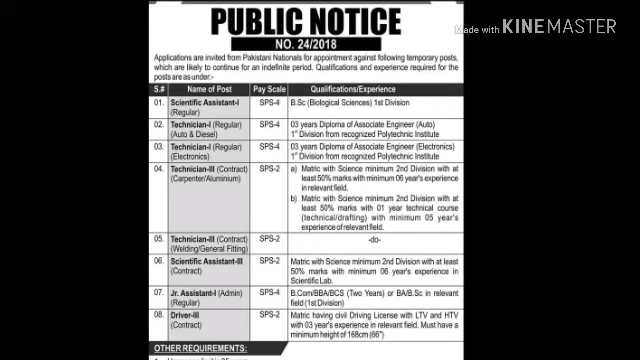 PUBLIC NOTICE
NO. 24/2018
Made with KINEMASTER
Applications are invited from Pakistani Nationals for appointment against following temporary posts,
which are likely to continue for an indefinite period. Qualifications and experience required for the
posts are as under:-
S.# Name of Post Pay Scale Qualifications/Experience
01. Scientific Assistant-I SPS-4 B.Sc (Biological Sciences) 1st Division
(Regular)
02. Technician-I (Regular) SPS-4 03 years Diploma of Associate Engineer (Auto)
(Auto & Diesel) 1st Division from recognized Polytechnic Institute
03. Technician-I (Regular) SPS-4 03 years Diploma of Associate Engineer (Electronics)
(Electronics) 1st Division from recognized Polytechnic Institute
04. Technician-III (Contract) SPS-2 a) Matric with Science minimum 2nd Division with at
(Carpenter/Aluminium) least 50% marks with minimum 06 year's experience
in relevant field.
b) Matric with Science minimum 2nd Division with at
least 50% marks with 01 year technical course
(technical/drafting) with minimum 05 year's
experience of relevant field.
05. Technician-III (Contract) SPS-2 -do-
(Welding/General Fitting)
06. Scientific Assistant-III SPS-2 Matric with Science minimum 2nd Division with at least
(Contract) 50% marks with minimum 06 year's experience in
Scientific Lab.
07. Jr. Assistant-I (Admin) SPS-4 B.Com/BBA/BCS (Two Years) or BA/B.Sc in relevant
(Regular) field (1st Division)
08. Driver-III SPS-2 Matric having civil Driving License with LTV and HTV
(Contract) with 03 year's experience in relevant field. Must have a
minimum height of 168cm (66")
OTHER REQUIREMENTS: